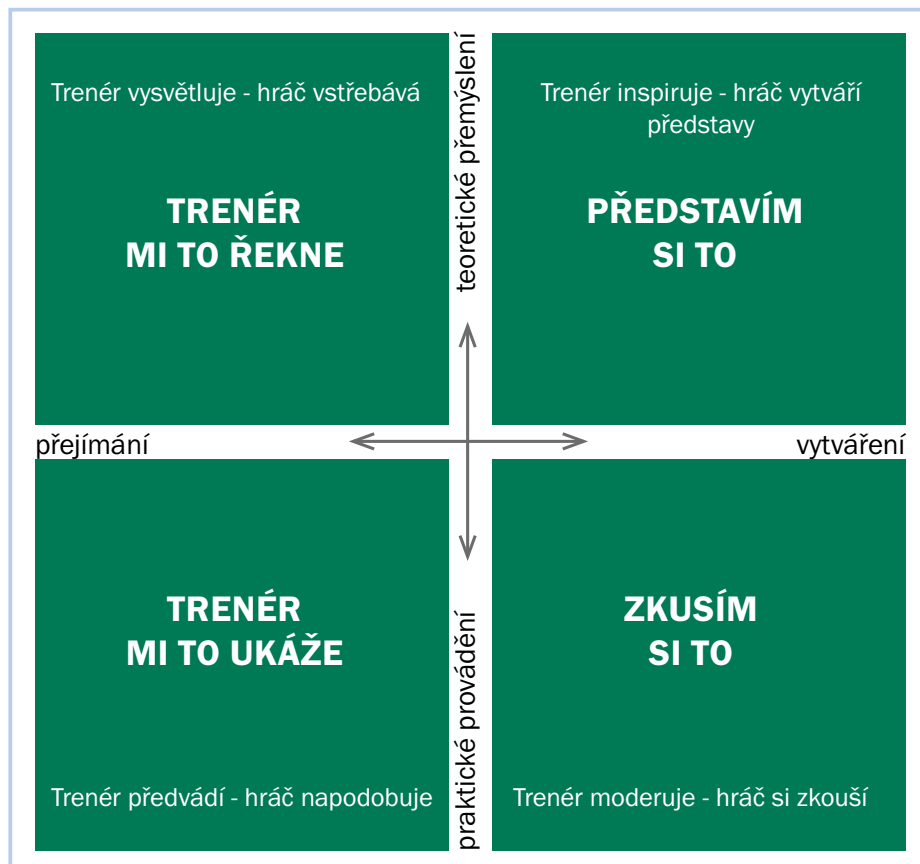 Trenér vysvětluje - hráč vstřebává
TRENÉR
MI TO ŘEKNE
teoretické přemýslení
Trenér inspiruje - hráč vytváří
představy
PŘEDSTAVÍM
SI TO
přejímání
vytváření
TRENÉR
MI TO UKÁŽE
Trenér předvádí - hráč napodobuje
praktické provádění
ZKUSÍM
SI TO
Trenér moderuje - hráč si zkouší